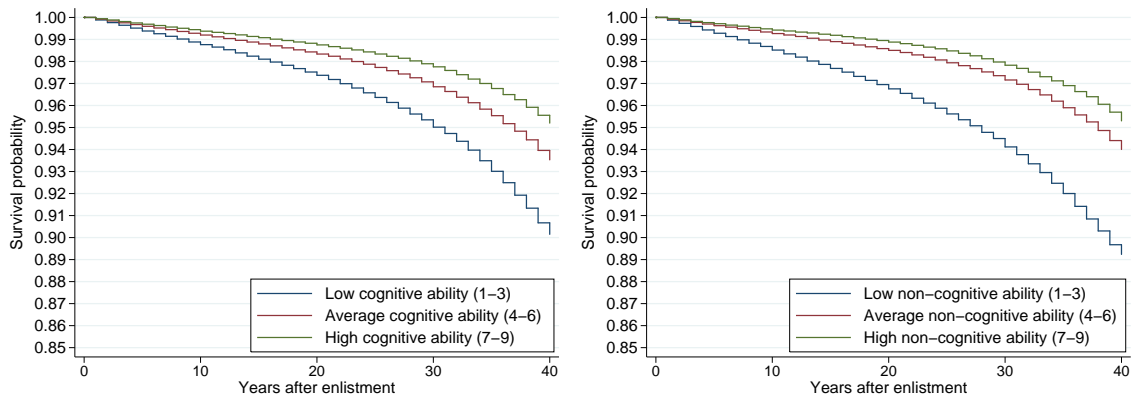 Survival probability
1.00
0.99
0.98
0.97
0.96
0.95
0.94
0.93
0.92
0.91
0.90
0.89
0.88
0.87
0.86
0.85
Low cognitive ability (1−3)
Average cognitive ability (4−6)
High cognitive ability (7−9)
0 10 20 30 40
Years after enlistment
Survival probability
1.00
0.99
0.98
0.97
0.96
0.95
0.94
0.93
0.92
0.91
0.90
0.89
0.88
0.87
0.86
0.85
Low non−cognitive ability (1−3)
Average non−cognitive ability (4−6)
High non−cognitive ability (7−9)
0 10 20 30 40
Years after enlistment